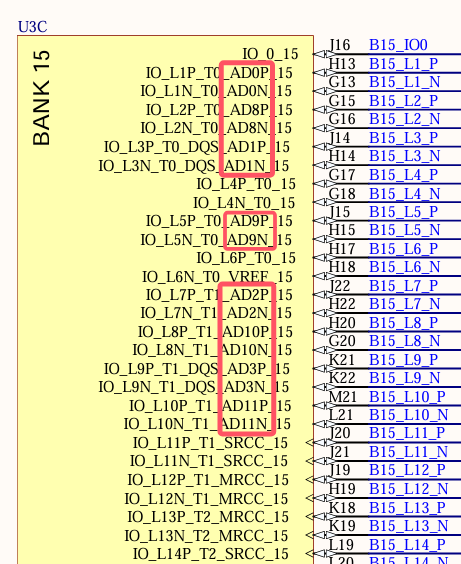 U3C
BANK 15
IO_0_15 J16 B15_IO0
IO_L1P_T0_AD0P_15 H13 B15_L1_P
IO_L1N_T0_AD0N_15 G13 B15_L1_N
IO_L2P_T0_AD8P_15 G15 B15_L2_P
IO_L2N_T0_AD8N_15 G16 B15_L2_N
IO_L3P_T0_DQS_AD1P_15 J14 B15_L3_P
IO_L3N_T0_DQS_AD1N_15 H14 B15_L3_N
IO_L4P_T0_15 G17 B15_L4_P
IO_L4N_T0_15 G18 B15_L4_N
IO_L5P_T0_AD9P_15 J15 B15_L5_P
IO_L5N_T0_AD9N_15 H15 B15_L5_N
IO_L6P_T0_15 H17 B15_L6_P
IO_L6N_T0_VREF_15 H18 B15_L6_N
IO_L7P_T1_AD2P_15 J22 B15_L7_P
IO_L7N_T1_AD2N_15 H22 B15_L7_N
IO_L8P_T1_AD10P_15 H20 B15_L8_P
IO_L8N_T1_AD10N_15 G20 B15_L8_N
IO_L9P_T1_DQS_AD3P_15 K21 B15_L9_P
IO_L9N_T1_DQS_AD3N_15 K22 B15_L9_N
IO_L10P_T1_AD11P_15 M21 B15_L10_P
IO_L10N_T1_AD11N_15 L21 B15_L10_N
IO_L11P_T1_SRCC_15 J20 B15_L11_P
IO_L11N_T1_SRCC_15 J21 B15_L11_N
IO_L12P_T1_MRCC_15 J19 B15_L12_P
IO_L12N_T1_MRCC_15 H19 B15_L12_N
IO_L13P_T2_MRCC_15 K18 B15_L13_P
IO_L13N_T2_MRCC_15 K19 B15_L13_N
IO_L14P_T2_SRCC_15 L19 B15_L14_P
L20 B15_L14_N